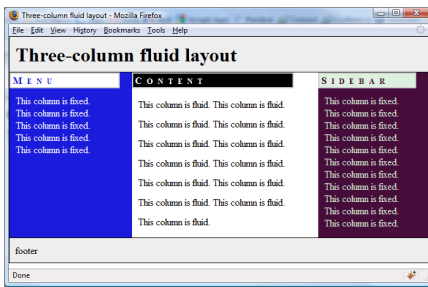 Three-column fluid layout - Mozilla Firefox
File Edit View History Bookmarks Tools Help
Three-column fluid layout
MENU
This column is fixed.
This column is fixed.
This column is fixed.
This column is fixed.
This column is fixed.
CONTENT
This column is fluid. This column is fluid.
This column is fluid. This column is fluid.
This column is fluid. This column is fluid.
This column is fluid. This column is fluid.
This column is fluid. This column is fluid.
This column is fluid. This column is fluid.
This column is fluid.
SIDEBAR
This column is fixed.
This column is fixed.
This column is fixed.
This column is fixed.
This column is fixed.
This column is fixed.
This column is fixed.
This column is fixed.
This column is fixed.
This column is fixed.
This column is fixed.
footer
Done